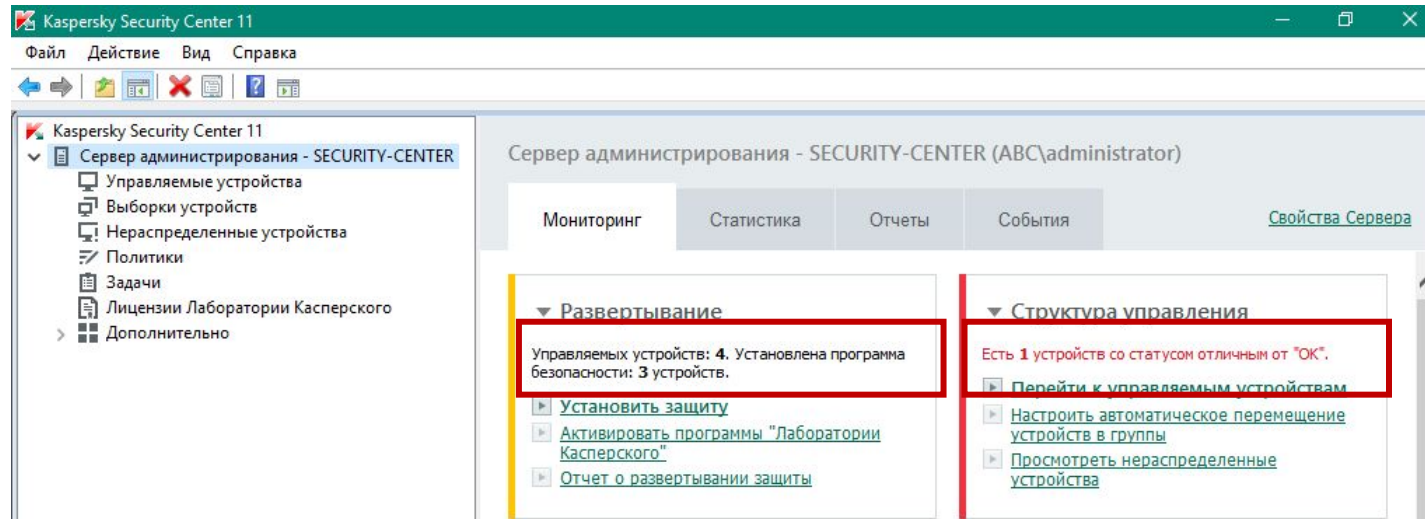 Kaspersky Security Center 11
Файл Действие Вид Справка
Kaspersky Security Center 11
Сервер администрирования - SECURITY-CENTER
Управляемые устройства
Выборки устройств
Нераспределенные устройства
Политики
Задачи
Лицензии Лаборатории Касперского
Дополнительно
Сервер администрирования - SECURITY-CENTER (ABC\administrator)
Мониторинг Статистика Отчеты События Свойства Сервера
Развертывание
Управляемых устройств: 4. Установлена программа
безопасности: 3 устройств.
Установить защиту
Активировать программы "Лаборатории
Касперского"
Отчет о развертывании защиты
Структура управления
Есть 1 устройств со статусом отличным от "ОК".
Перейти к управляемым устройствам
Настроить автоматическое перемещение
устройств в группы
Просмотреть нераспределенные
устройства